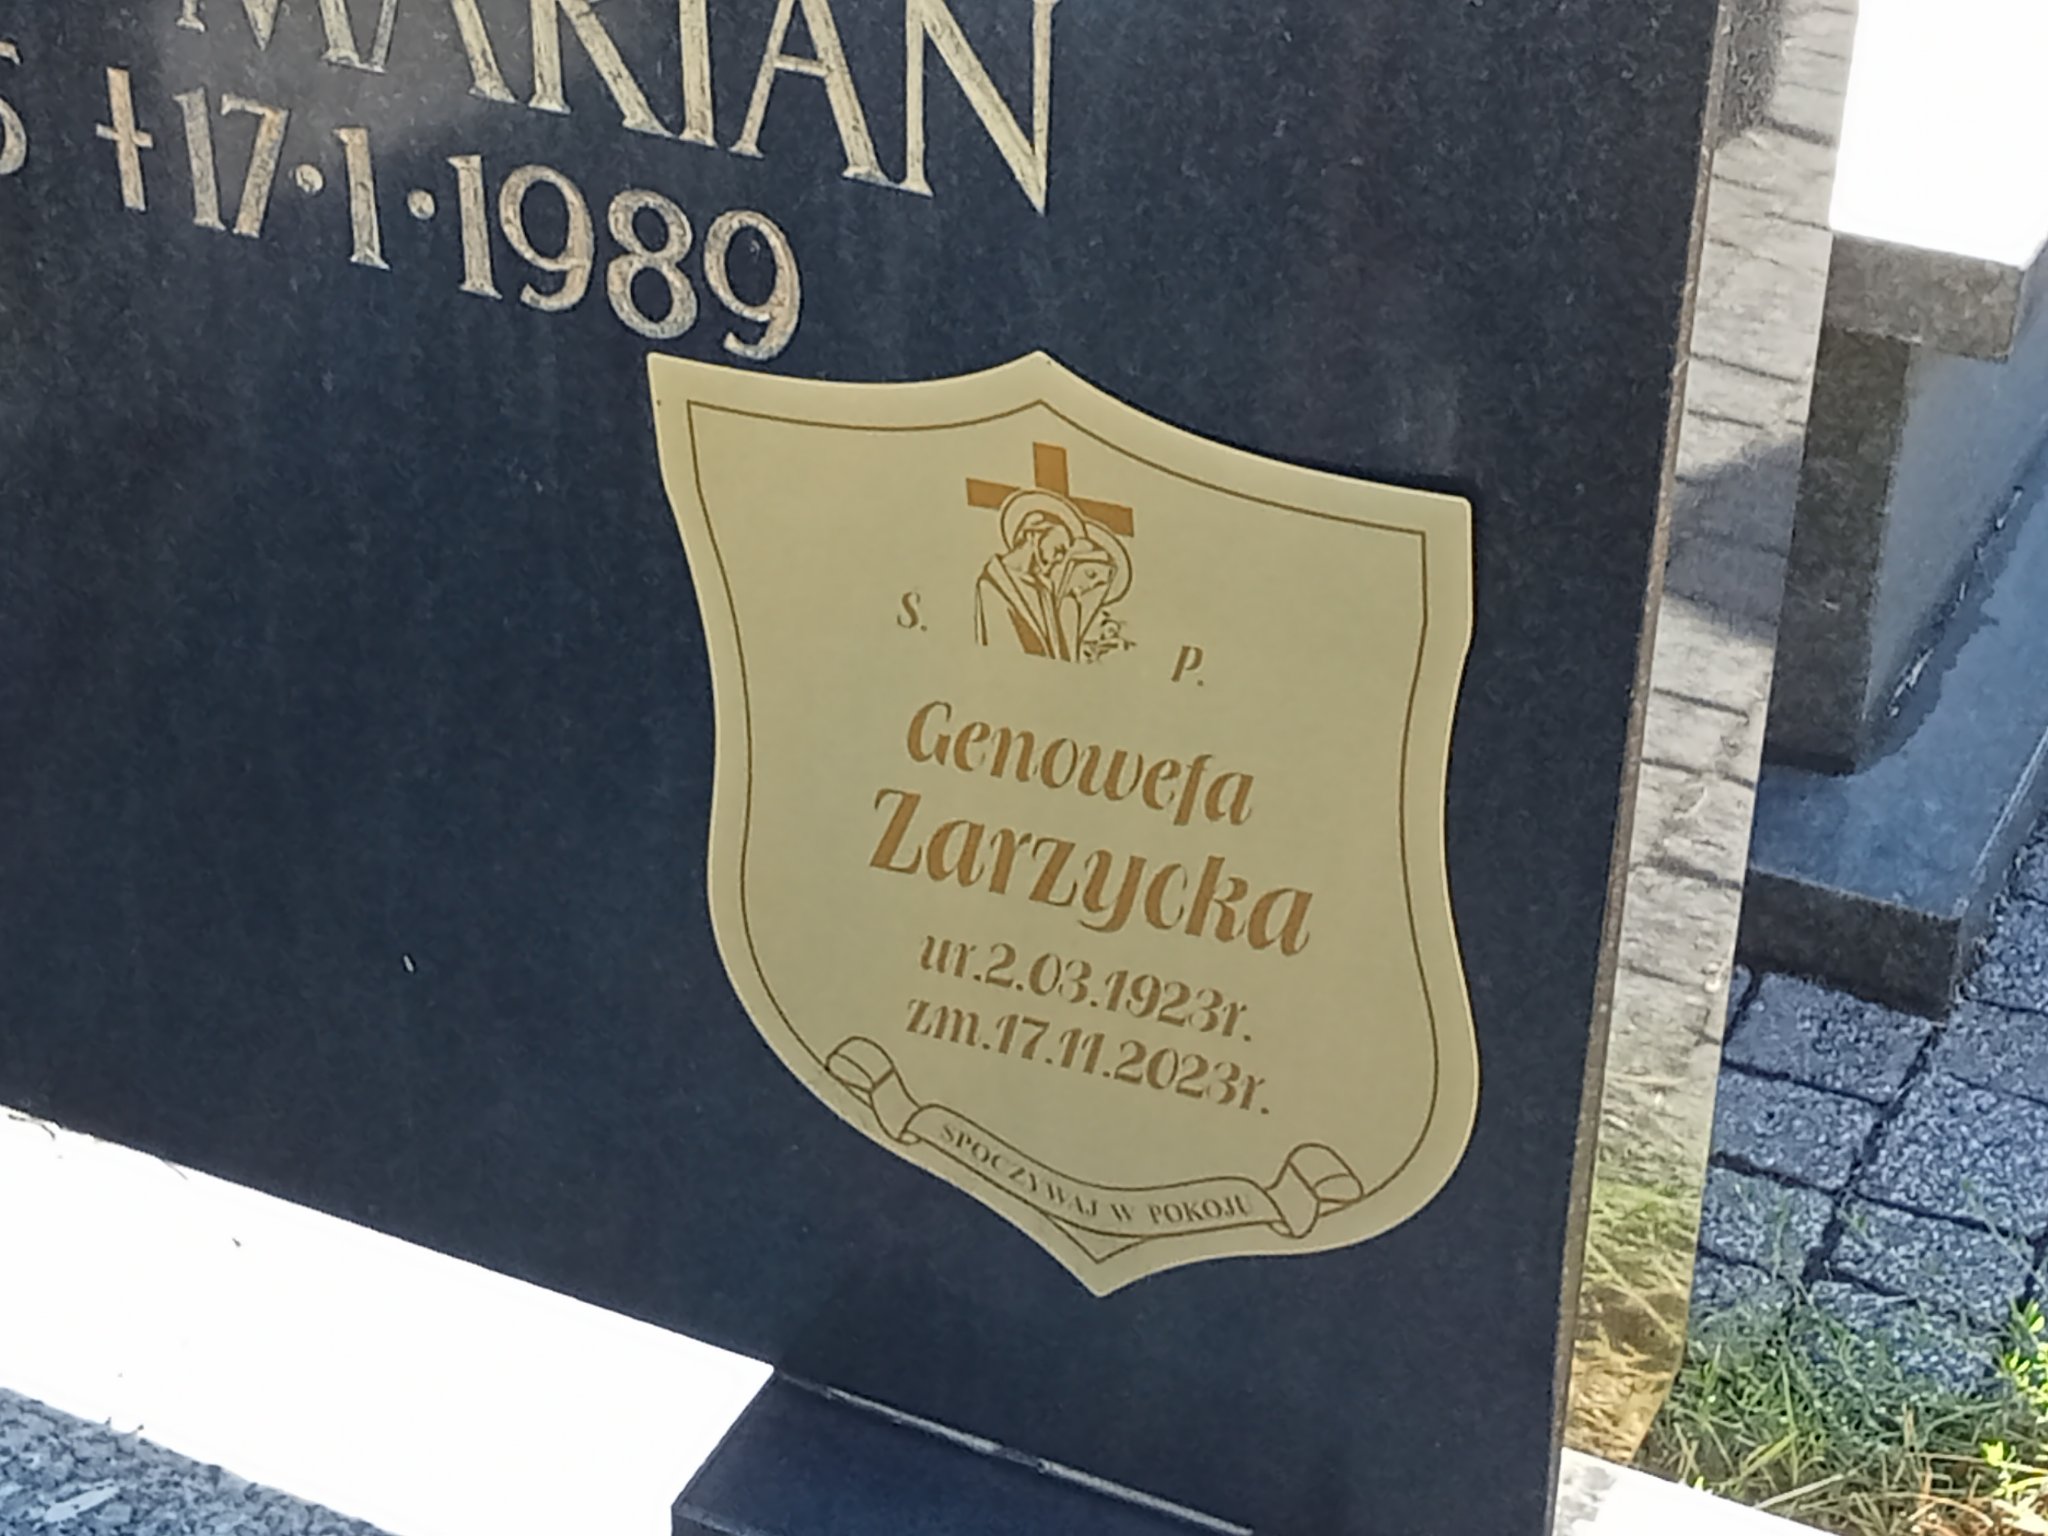 MARIAN
✝17·1·1989
S. P.
Genowefa
Zarzycka
ur.2.03.1923r.
zm.17.11.2023r.
SPOCZYWAJ W POKOJU